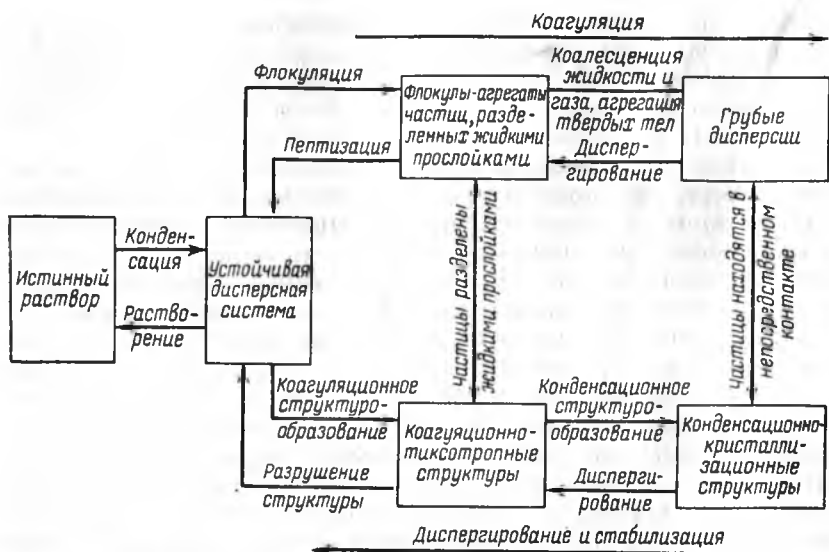 Коагуляция
Флокуляция
Флокулы-агрегаты
частиц, разде-
ленных жидкими
прослойками
Коалесценция
жидкости и
газа, агрегация
твердых тел
Диспер-
гирование
Грубые
дисперсии
Пептизация
Истинный
раствор
Конден-
сация
Раство-
рение
Устойчивая
дисперсная
система
Частицы разделены
жидкими прослойками
Частицы находятся в
непосредственном
контакте
Коагуляционное
структуро-
образование
Разрушение
структуры
Коагуяционно-
тиксотропные
структуры
Конденсационное
структуро-
образование
Дисперги-
рование
Конденсационно-
кристалли-
зационные
структуры
Диспергирование и стабилизация